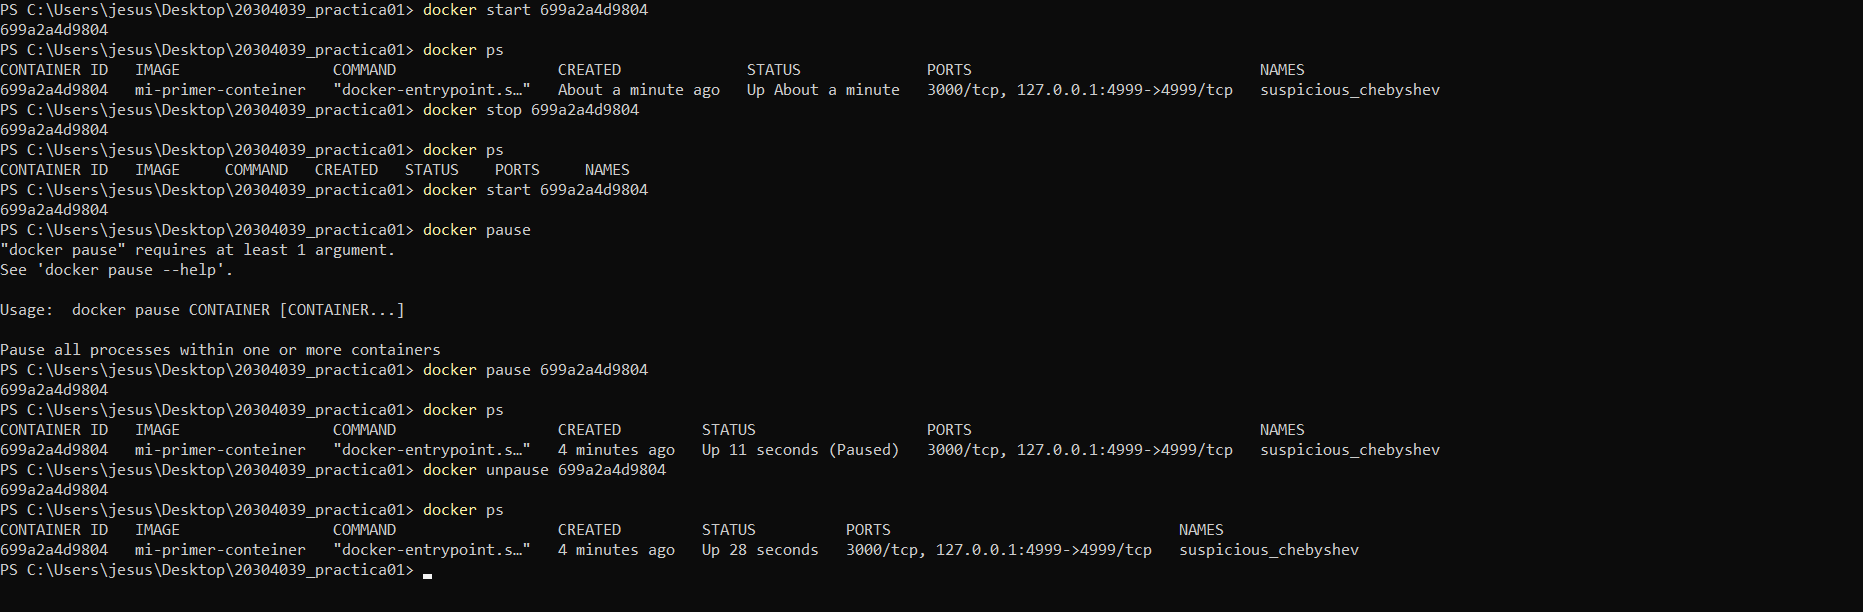 PS C:\Users\jesus\Desktop\20304039_practica01> docker start 699a2a4d9804
699a2a4d9804
PS C:\Users\jesus\Desktop\20304039_practica01> docker ps
CONTAINER ID   IMAGE                 COMMAND                  CREATED              STATUS              PORTS                                NAMES
699a2a4d9804   mi-primer-conteiner   "docker-entrypoint.s…"   About a minute ago   Up About a minute   3000/tcp, 127.0.0.1:4999->4999/tcp   suspicious_chebyshev
PS C:\Users\jesus\Desktop\20304039_practica01> docker stop 699a2a4d9804
699a2a4d9804
PS C:\Users\jesus\Desktop\20304039_practica01> docker ps
CONTAINER ID   IMAGE     COMMAND   CREATED   STATUS    PORTS     NAMES
PS C:\Users\jesus\Desktop\20304039_practica01> docker start 699a2a4d9804
699a2a4d9804
PS C:\Users\jesus\Desktop\20304039_practica01> docker pause
"docker pause" requires at least 1 argument.
See 'docker pause --help'.

Usage:  docker pause CONTAINER [CONTAINER...]

Pause all processes within one or more containers
PS C:\Users\jesus\Desktop\20304039_practica01> docker pause 699a2a4d9804
699a2a4d9804
PS C:\Users\jesus\Desktop\20304039_practica01> docker ps
CONTAINER ID   IMAGE                 COMMAND                  CREATED         STATUS                   PORTS                                NAMES
699a2a4d9804   mi-primer-conteiner   "docker-entrypoint.s…"   4 minutes ago   Up 11 seconds (Paused)   3000/tcp, 127.0.0.1:4999->4999/tcp   suspicious_chebyshev
PS C:\Users\jesus\Desktop\20304039_practica01> docker unpause 699a2a4d9804
699a2a4d9804
PS C:\Users\jesus\Desktop\20304039_practica01> docker ps
CONTAINER ID   IMAGE                 COMMAND                  CREATED         STATUS          PORTS                                NAMES
699a2a4d9804   mi-primer-conteiner   "docker-entrypoint.s…"   4 minutes ago   Up 28 seconds   3000/tcp, 127.0.0.1:4999->4999/tcp   suspicious_chebyshev
PS C:\Users\jesus\Desktop\20304039_practica01>